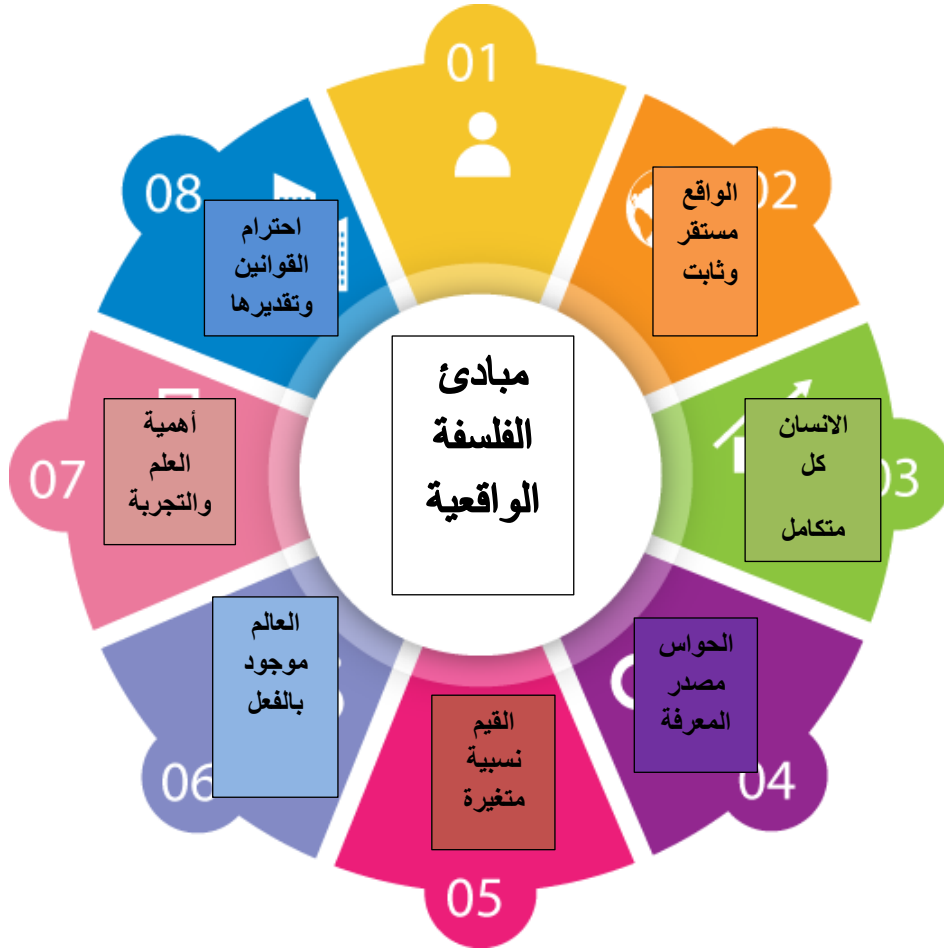 مبادئ
الفلسفة
الواقعية
01
02
الواقع
مستقر
وثابت
03
الانسان
كل
متكامل
04
الحواس
مصدر
المعرفة
05
القيم
نسبية
متغيرة
06
العالم
موجود
بالفعل
07
أهمية
العلم
والتجربة
08
احترام
القوانين
وتقديرها